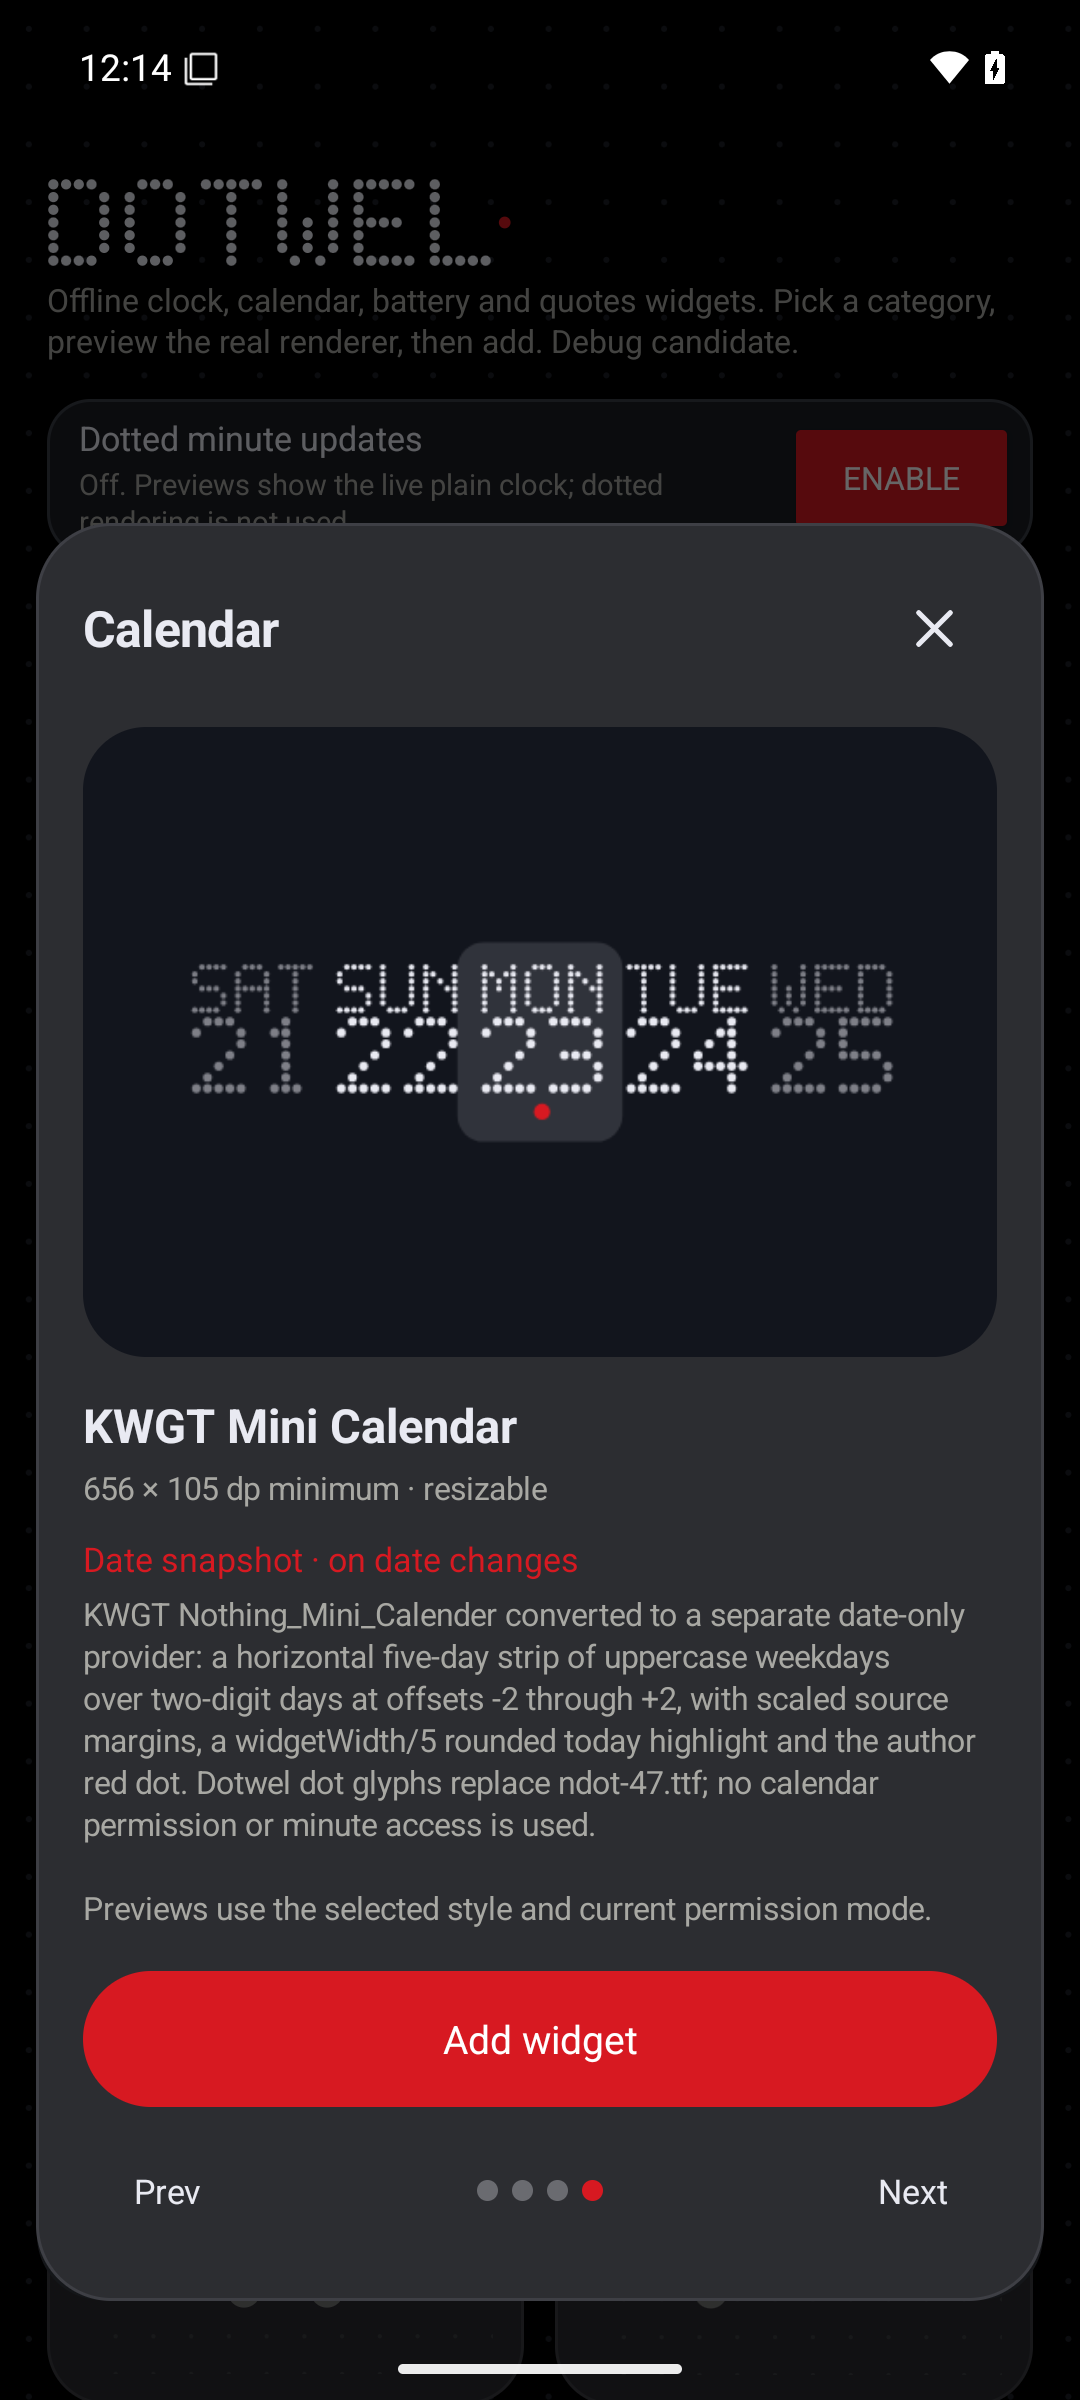 12:14
DOTWEL
Offline clock, calendar, battery and quotes widgets. Pick a category,
preview the real renderer, then add. Debug candidate.
Dotted minute updates
Off. Previews show the live plain clock; dotted
rendering is not used
ENABLE
Calendar
SAT SUN MON TUE WED
21 22 23 24 25
KWGT Mini Calendar
656 × 105 dp minimum · resizable
Date snapshot · on date changes
KWGT Nothing_Mini_Calender converted to a separate date-only
provider: a horizontal five-day strip of uppercase weekdays
over two-digit days at offsets -2 through +2, with scaled source
margins, a widgetWidth/5 rounded today highlight and the author
red dot. Dotwel dot glyphs replace ndot-47.ttf; no calendar
permission or minute access is used.
Previews use the selected style and current permission mode.
Add widget
Prev
Next